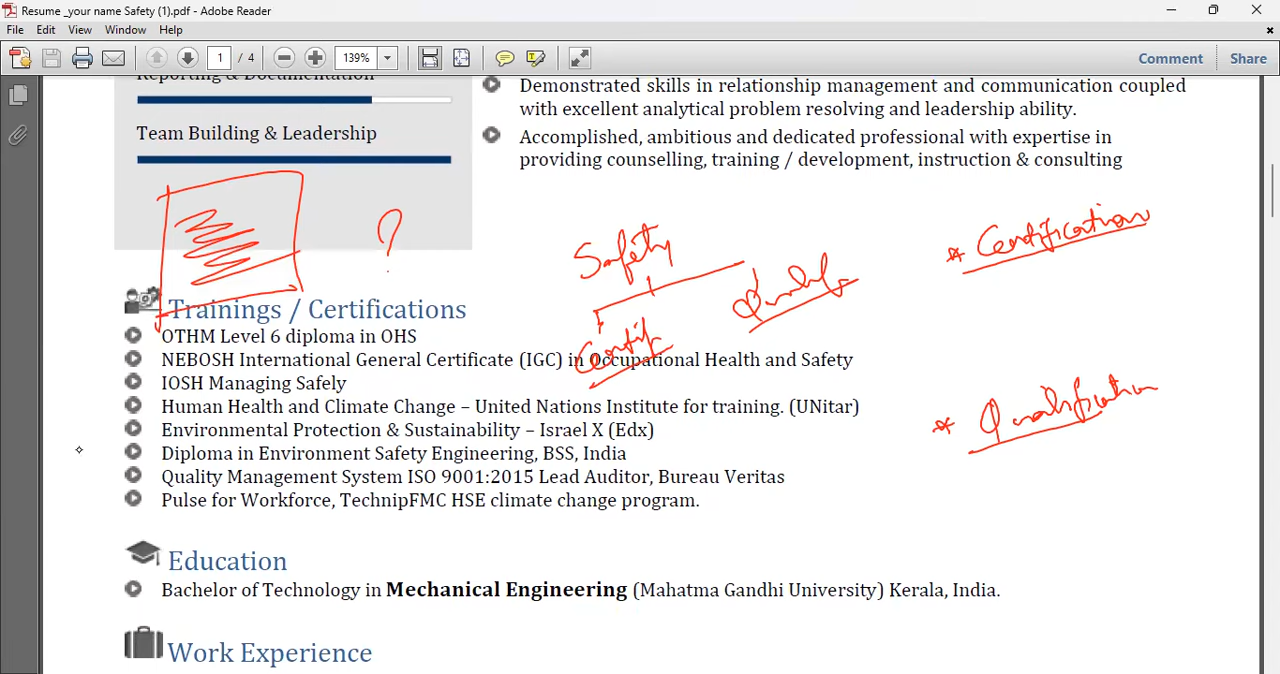 Resume _your name Safety (1).pdf - Adobe Reader
File Edit View Window Help
1 / 4 139% Comment Share
Reporting & Documentation
Team Building & Leadership
Demonstrated skills in relationship management and communication coupled
with excellent analytical problem resolving and leadership ability.
Accomplished, ambitious and dedicated professional with expertise in
providing counselling, training / development, instruction & consulting
?
Safety
Certif
Qualif
* Certification
* Qualification
Trainings / Certifications
OTHM Level 6 diploma in OHS
NEBOSH International General Certificate (IGC) in Occupational Health and Safety
IOSH Managing Safely
Human Health and Climate Change – United Nations Institute for training. (UNitar)
Environmental Protection & Sustainability – Israel X (Edx)
Diploma in Environment Safety Engineering, BSS, India
Quality Management System ISO 9001:2015 Lead Auditor, Bureau Veritas
Pulse for Workforce, TechnipFMC HSE climate change program.
Education
Bachelor of Technology in Mechanical Engineering (Mahatma Gandhi University) Kerala, India.
Work Experience